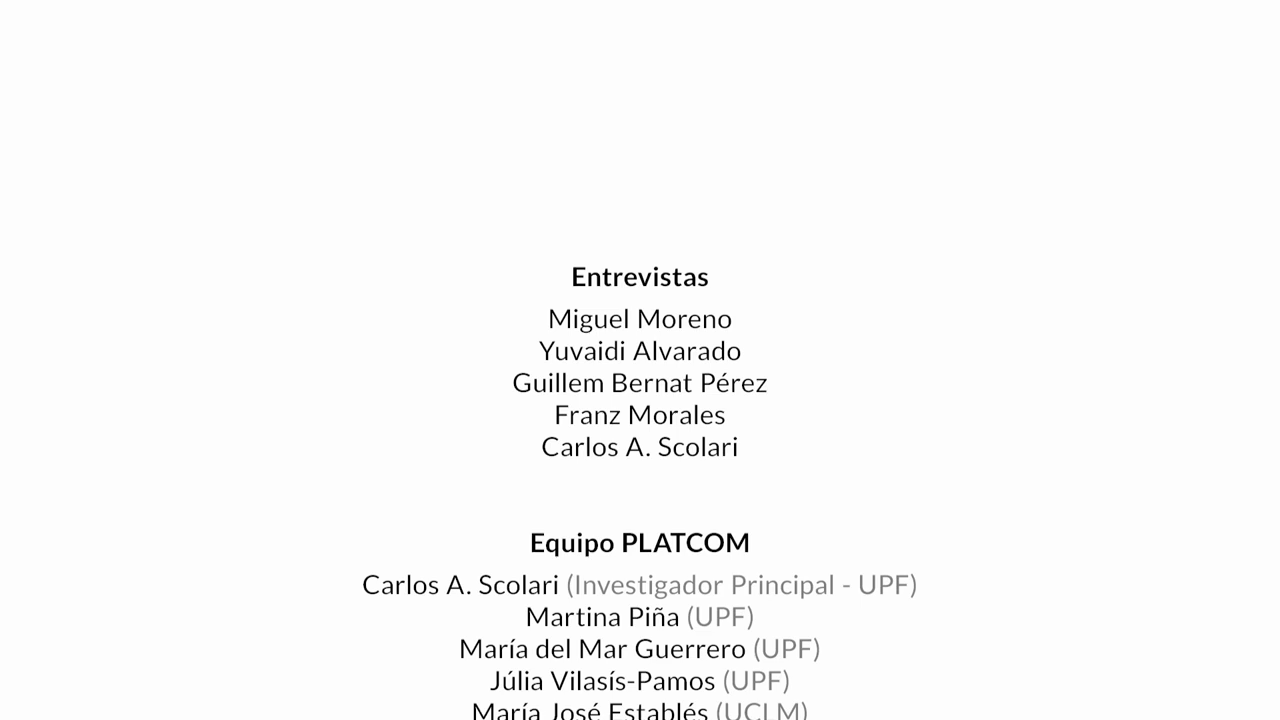 Entrevistas
Miguel Moreno
Yuvaidi Alvarado
Guillem Bernat Pérez
Franz Morales
Carlos A. Scolari
Equipo PLATCOM
Carlos A. Scolari (Investigador Principal - UPF)
Martina Piña (UPF)
María del Mar Guerrero (UPF)
Júlia Vilasís-Pamos (UPF)
María José Establés (UCLM)